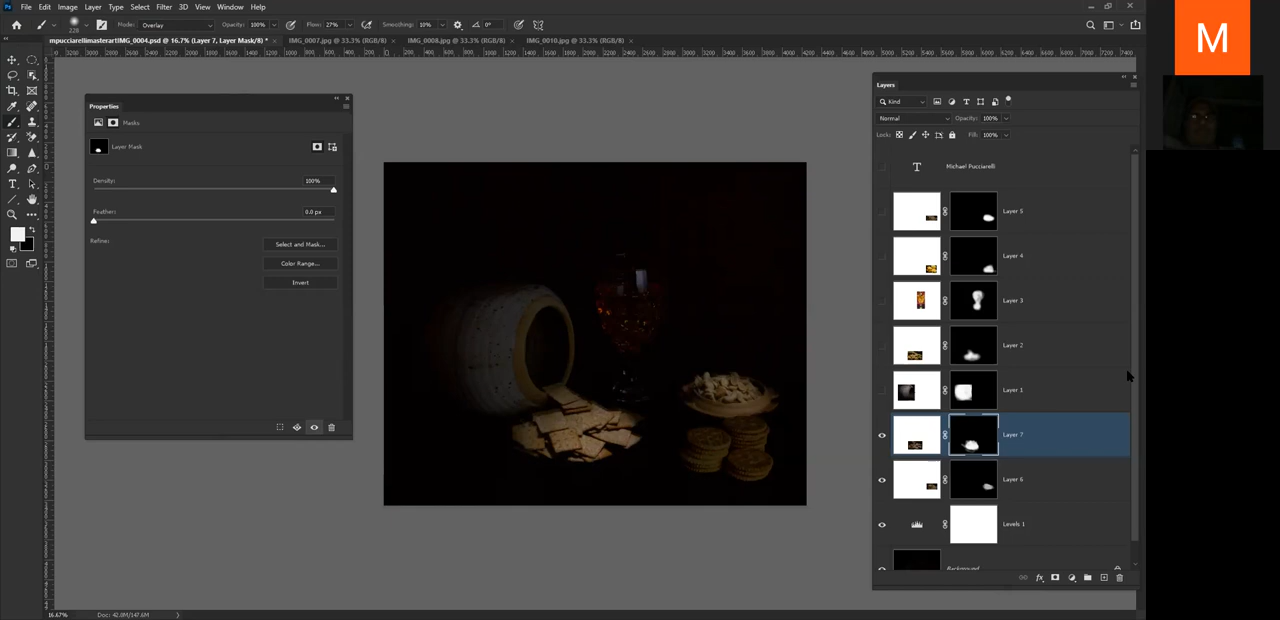 File Edit Image Layer Type Select Filter 3D View Window Help
228 Mode: Overlay Opacity: 100% Flow: 27% Smoothing: 10% 0°
mpucciarellimasterartIMG_0004.psd @ 16.7% (Layer 7, Layer Mask/8) * IMG_0007.jpg @ 33.3% (RGB/8) IMG_0008.jpg @ 33.3% (RGB/8) IMG_0010.jpg @ 33.3% (RGB/8)
Properties
Masks
Layer Mask
Density: 100%
Feather: 0.0 px
Refine: Select and Mask...
Color Range...
Invert
Layers
Kind
Normal Opacity: 100%
Lock: Fill: 100%
T Michael Pucciarelli
Layer 5
Layer 4
Layer 3
Layer 2
Layer 1
Layer 7
Layer 6
Levels 1
Background
16.67% Doc: 42.0M/147.6M
M